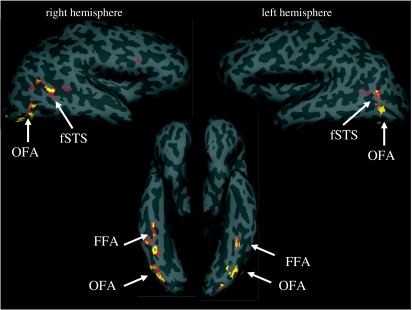 right hemisphere
left hemisphere
fSTS
OFA
fSTS
OFA
FFA
OFA
FFA
OFA